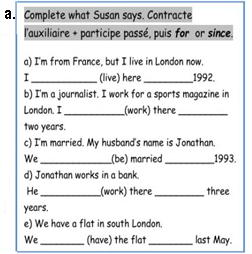 a. Complete what Susan says. Contracte
l'auxiliaire + participe passé, puis for or since.
a) I'm from France, but I live in London now.
I ____________ (live) here ________1992.
b) I'm a journalist. I work for a sports magazine in
London. I ___________(work) there _________
two years.
c) I'm married. My husband's name is Jonathan.
We _____________(be) married _________1993.
d) Jonathan works in a bank.
He __________(work) there _________ three
years.
e) We have a flat in south London.
We ________ (have) the flat ________ last May.